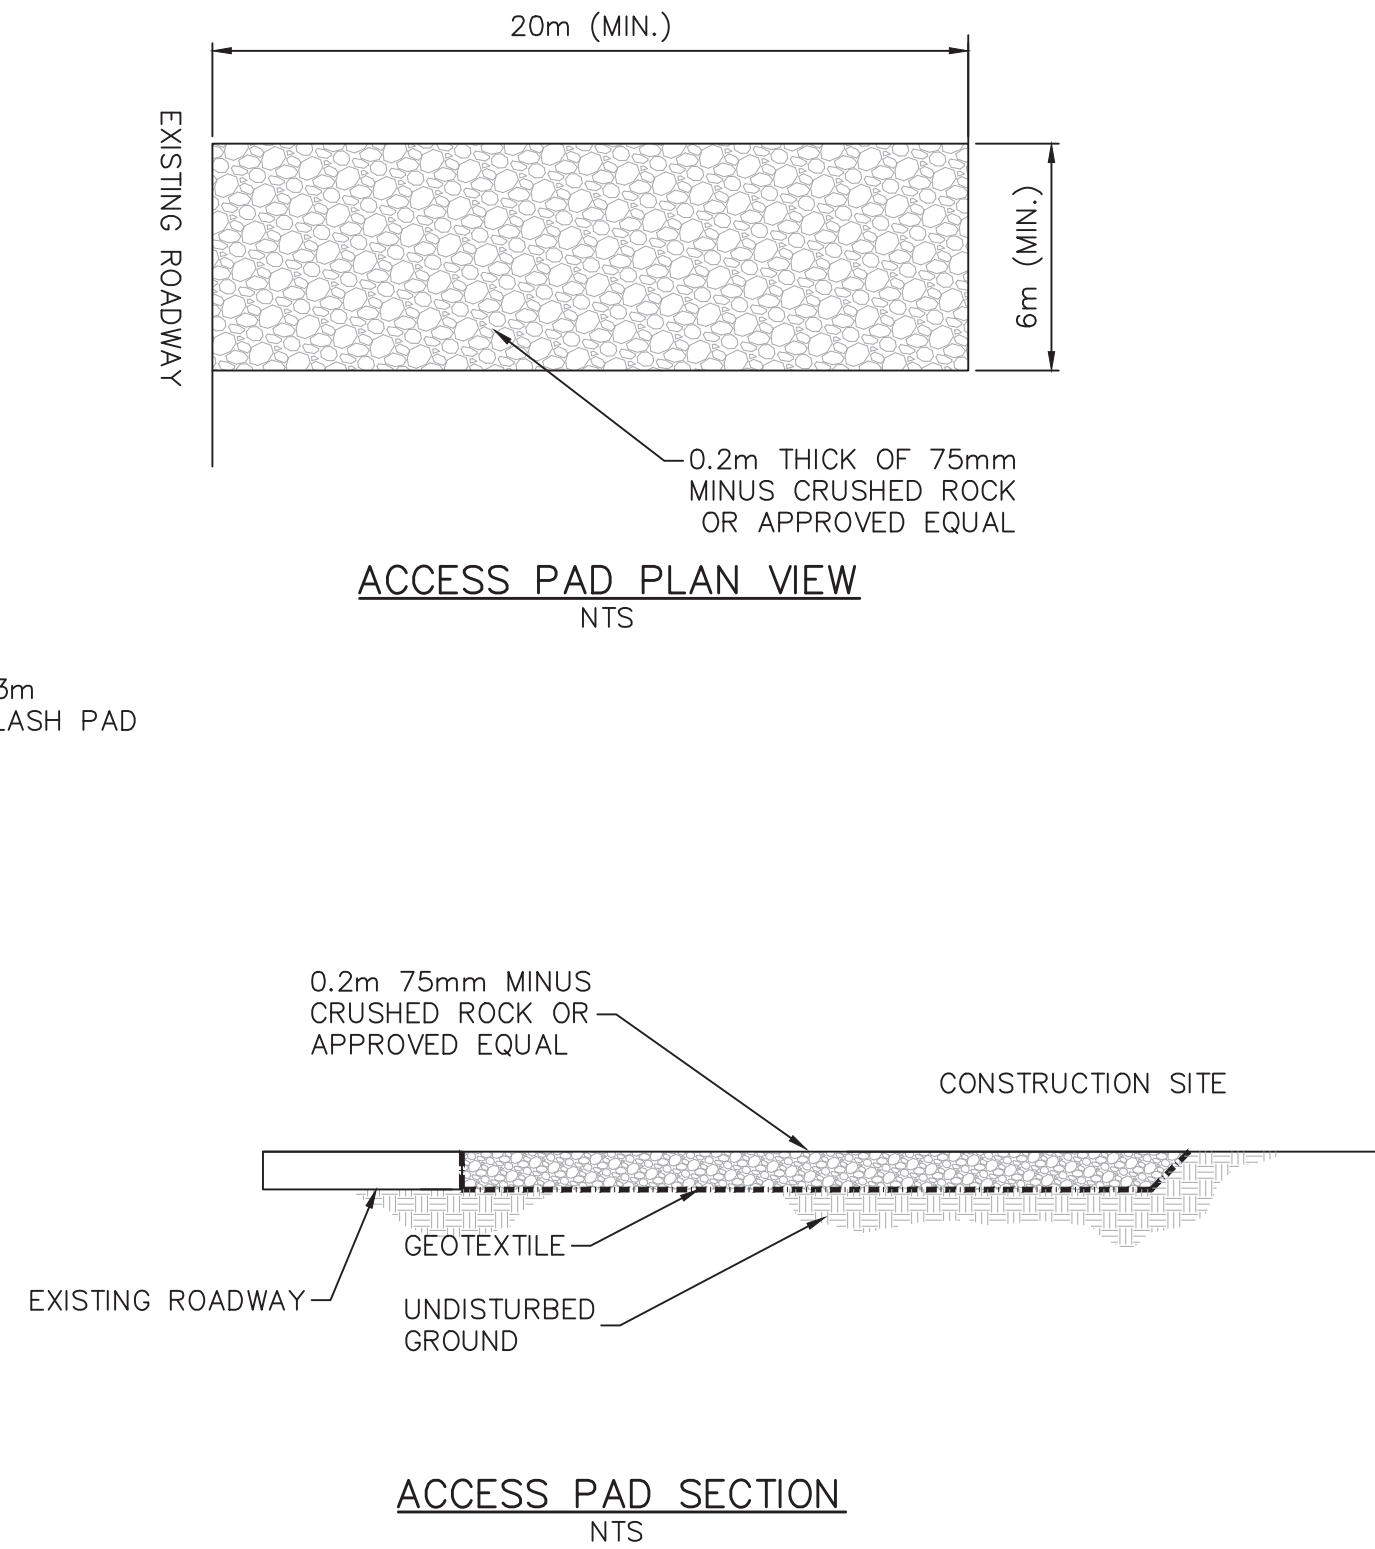 20m (MIN.)
EXISTING ROADWAY
6m (MIN.)
0.2m THICK OF 75mm
MINUS CRUSHED ROCK
OR APPROVED EQUAL
ACCESS PAD PLAN VIEW
NTS
3m
PAD
0.2m 75mm MINUS
CRUSHED ROCK OR
APPROVED EQUAL
CONSTRUCTION SITE
GEOTEXTILE
EXISTING ROADWAY
UNDISTURBED
GROUND
ACCESS PAD SECTION
NTS